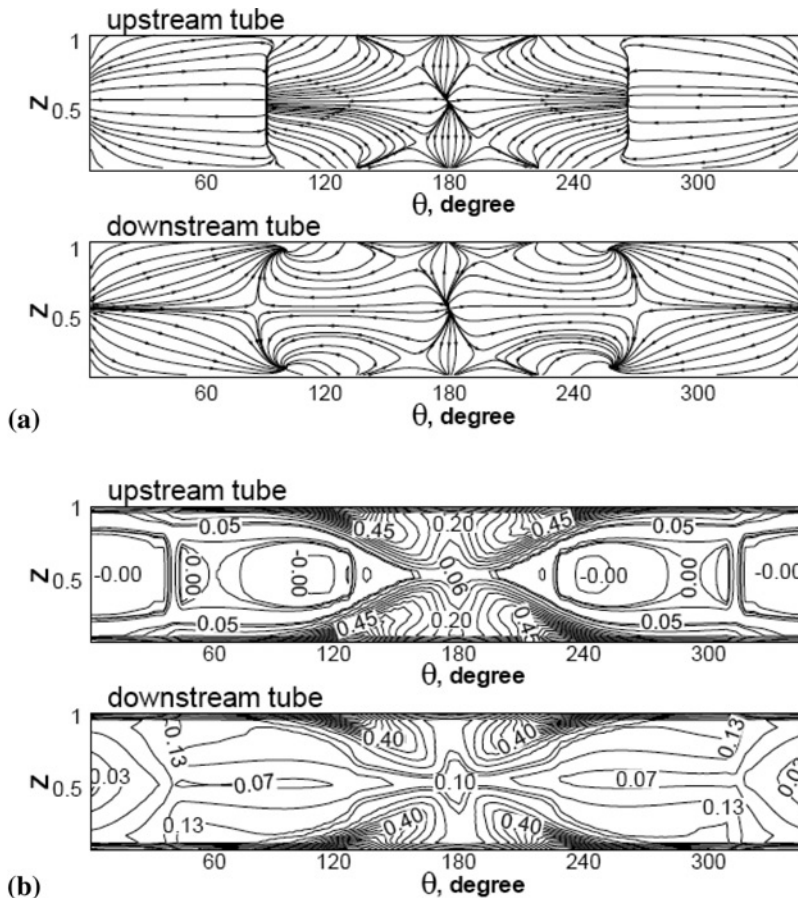 upstream tube
1
z
0.5
60 120 180 240 300
θ, degree
downstream tube
1
z
0.5
60 120 180 240 300
θ, degree
(a)
upstream tube
1
z
0.5
0.05 0.45 0.20 0.45 0.05
-0.00 0.00 -0.00 0.06 -0.00 0.00 -0.00
0.05 0.45 0.20 0.05
60 120 180 240 300
θ, degree
downstream tube
1
z
0.5
0.13 0.40 0.40 0.13
0.03 0.07 0.10 0.07
0.13 0.40 0.40 0.13
60 120 180 240 300
θ, degree
(b)